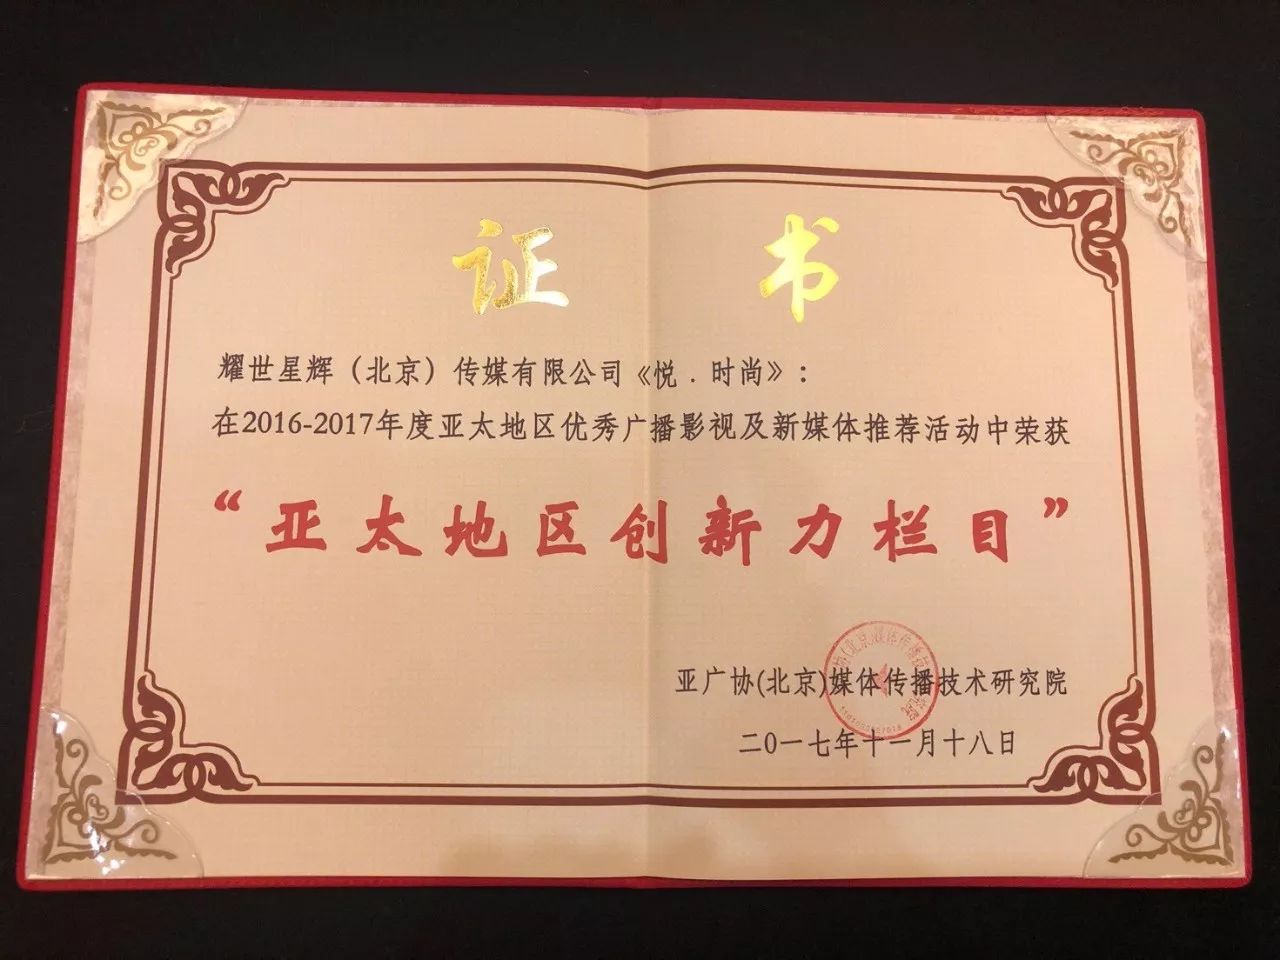 证书
耀世星辉（北京）传媒有限公司《悦．时尚》：
在2016-2017年度亚太地区优秀广播影视及新媒体推荐活动中荣获
“亚太地区创新力栏目”
亚广协(北京)媒体传播技术研究院
二〇一七年十一月十八日